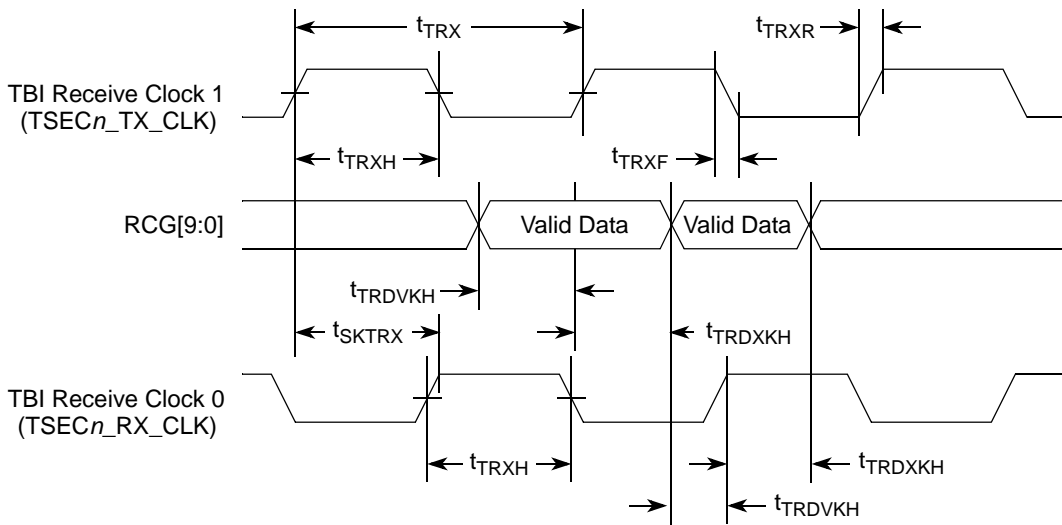 tTRX
tTRXR
TBI Receive Clock 1
(TSECn_TX_CLK)
tTRXH
tTRXF
RCG[9:0]
Valid Data
Valid Data
tTRDVKH
tSKTRX
tTRDXKH
TBI Receive Clock 0
(TSECn_RX_CLK)
tTRXH
tTRDXKH
tTRDVKH